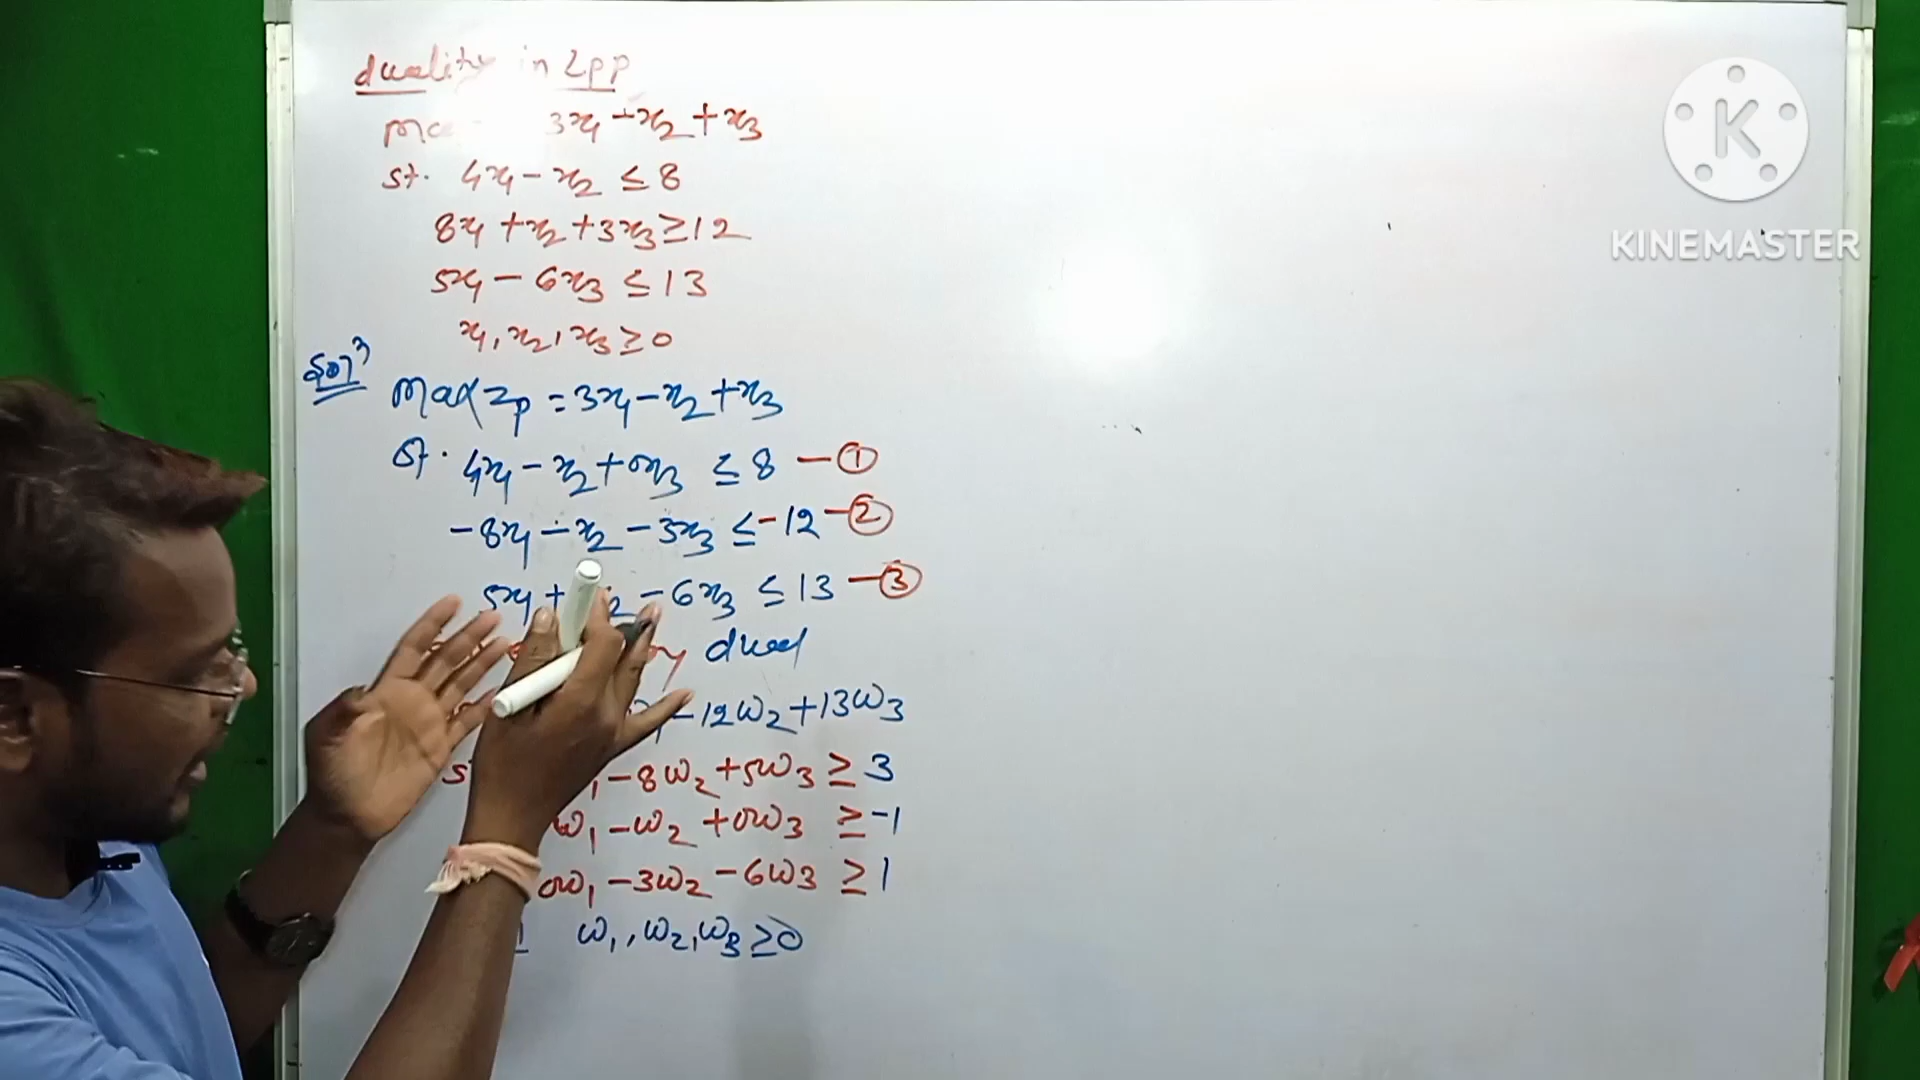 duality in LPP
3x₁ - x₂ + x₃
st. 4x₁ - x₂ ≤ 8
8x₁ + x₂ + 3x₃ ≥ 12
5x₁ - 6x₃ ≤ 13
x₁, x₂, x₃ ≥ 0
Solⁿ
Max Zp = 3x₁ - x₂ + x₃
st. 4x₁ - x₂ + 0x₃ ≤ 8 - ①
-8x₁ - x₂ - 3x₃ ≤ -12 - ②
5x₁ + - 6x₃ ≤ 13 - ③
dual
- 12w₂ + 13w₃
- 8w₂ + 5w₃ ≥ 3
w₁ - w₂ + 0w₃ ≥ -1
0w₁ - 3w₂ - 6w₃ ≥ 1
w₁, w₂, w₃ ≥ 0
K
KINEMASTER